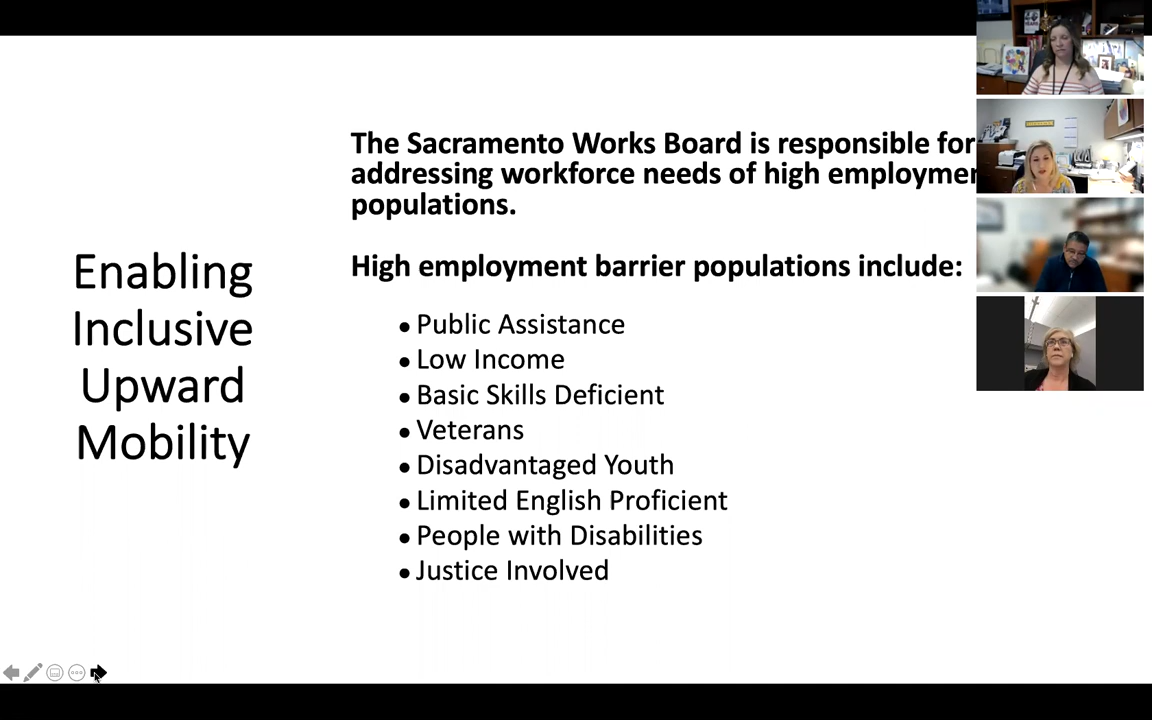 Enabling
Inclusive
Upward
Mobility
The Sacramento Works Board is responsible for
addressing workforce needs of high
populations.
High employment barrier populations include:
• Public Assistance
• Low Income
• Basic Skills Deficient
• Veterans
• Disadvantaged Youth
• Limited English Proficient
• People with Disabilities
• Justice Involved